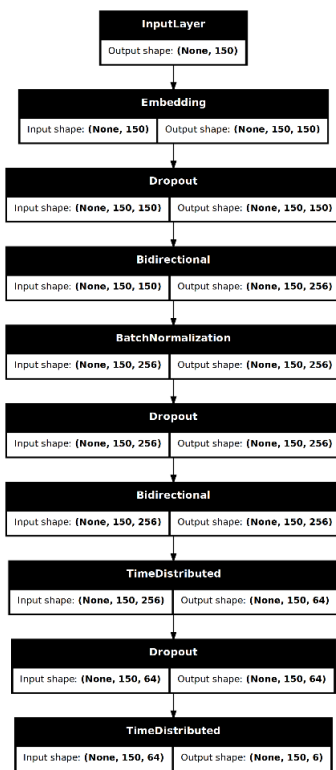 InputLayer
Output shape: (None, 150)
Embedding
Input shape: (None, 150) Output shape: (None, 150, 150)
Dropout
Input shape: (None, 150, 150) Output shape: (None, 150, 150)
Bidirectional
Input shape: (None, 150, 150) Output shape: (None, 150, 256)
BatchNormalization
Input shape: (None, 150, 256) Output shape: (None, 150, 256)
Dropout
Input shape: (None, 150, 256) Output shape: (None, 150, 256)
Bidirectional
Input shape: (None, 150, 256) Output shape: (None, 150, 256)
TimeDistributed
Input shape: (None, 150, 256) Output shape: (None, 150, 64)
Dropout
Input shape: (None, 150, 64) Output shape: (None, 150, 64)
TimeDistributed
Input shape: (None, 150, 64) Output shape: (None, 150, 6)